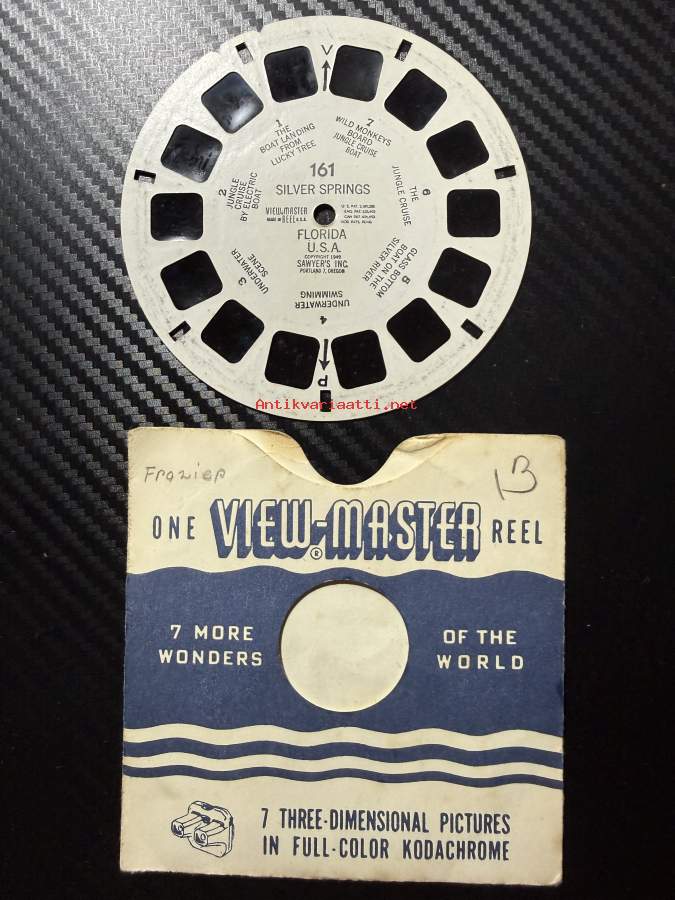 V
1
THE
BOAT LANDING
FROM
LUCKY TREE
7
WILD MONKEYS
BOARD
JUNGLE CRUISE
BOAT
161
SILVER SPRINGS
2
JUNGLE
CRUISE
BY ELECTRIC
BOAT
6
THE
JUNGLE CRUISE
VIEW-MASTER
MADE IN REEL U.S.A.
FLORIDA
U.S.A.
COPYRIGHT 1949
SAWYER'S INC.
PORTLAND 7, OREGON
3
UNDERWATER
SCENE
5
GLASS BOTTOM
BOAT ON THE
SILVER RIVER
4
UNDERWATER
SWIMMING
P
Antikvariaatti.net
Frazier
13
ONE VIEW-MASTER REEL
®
7 MORE
WONDERS
OF THE
WORLD
7 THREE-DIMENSIONAL PICTURES
IN FULL-COLOR KODACHROME